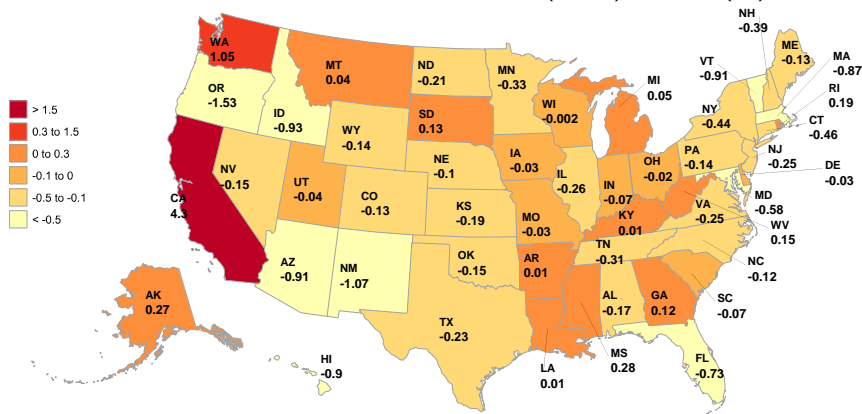 NH
-0.39
WA
1.05
ME
-0.13
MA
-0.87
VT
-0.91
MT
0.04
ND
-0.21
MN
-0.33
MI
0.05
RI
0.19
OR
-1.53
> 1.5
0.3 to 1.5
0 to 0.3
-0.1 to 0
-0.5 to -0.1
< -0.5
ID
-0.93
SD
0.13
WI
-0.002
NY
-0.44
CT
-0.46
WY
-0.14
NE
-0.1
IA
-0.03
PA
-0.14
NJ
-0.25
NV
-0.15
UT
-0.04
CO
-0.13
IL
-0.26
IN
-0.07
OH
-0.02
DE
-0.03
MD
-0.58
CA
4.3
KS
-0.19
MO
-0.03
KY
0.01
VA
-0.25
WV
0.15
AZ
-0.91
NM
-1.07
OK
-0.15
AR
0.01
TN
-0.31
NC
-0.12
AK
0.27
TX
-0.23
AL
-0.17
GA
0.12
SC
-0.07
HI
-0.9
LA
0.01
MS
0.28
FL
-0.73